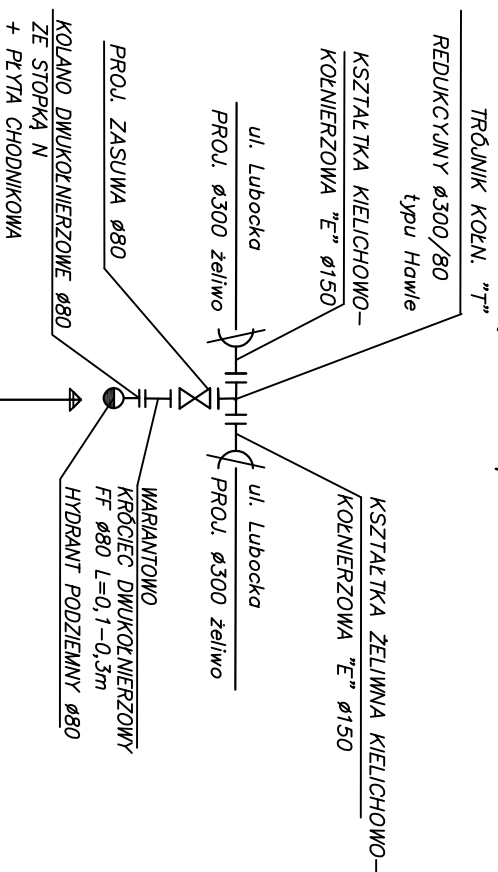 TRÓJNIK KOŁN. "T"
REDUKCYJNY ø300/80
typu Hawle
KSZTAŁTKA KIELICHOWO-
KOŁNIERZOWA "E" ø150
ul. Lubocka
PROJ. ø300 żeliwo
PROJ. ZASUWA ø80
KOLANO DWUKOŁNIERZOWE ø80
ZE STOPKĄ N
+ PŁYTA CHODNIKOWA
KSZTAŁTKA ŻELIWNA KIELICHOWO-
KOŁNIERZOWA "E" ø150
ul. Lubocka
PROJ. ø300 żeliwo
WARIANTOWO
KRÓCIEC DWUKOŁNIERZOWY
FF ø80 L=0,1-0,3m
HYDRANT PODZIEMNY ø80